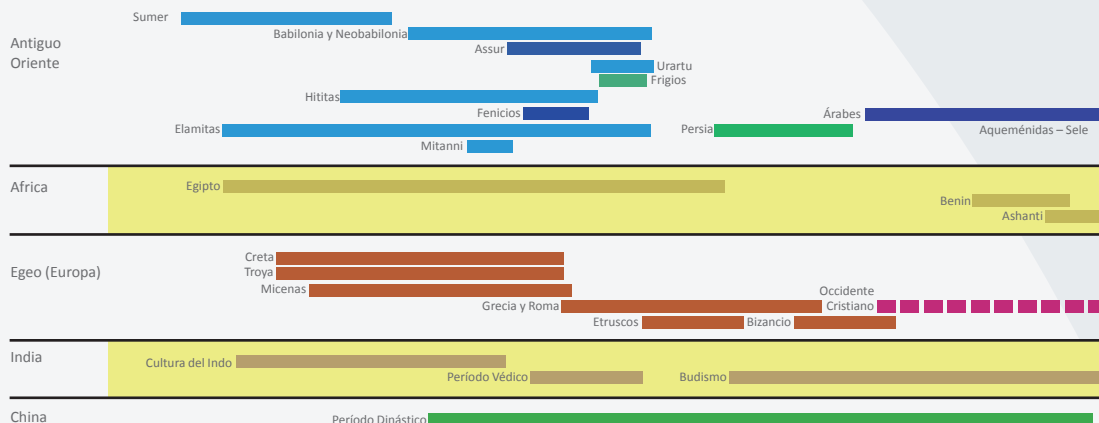 Sumer
Babilonia y Neobabilonia
Antiguo
Oriente
Assur
Urartu
Frigios
Hititas
Fenicios
Árabes
Elamitas
Persia
Aqueménidas – Sele
Mitanni
Africa
Egipto
Benin
Ashanti
Creta
Egeo (Europa)
Troya
Micenas
Occidente
Cristiano
Grecia y Roma
Etruscos
Bizancio
India
Cultura del Indo
Período Védico
Budismo
China
Período Dinástico